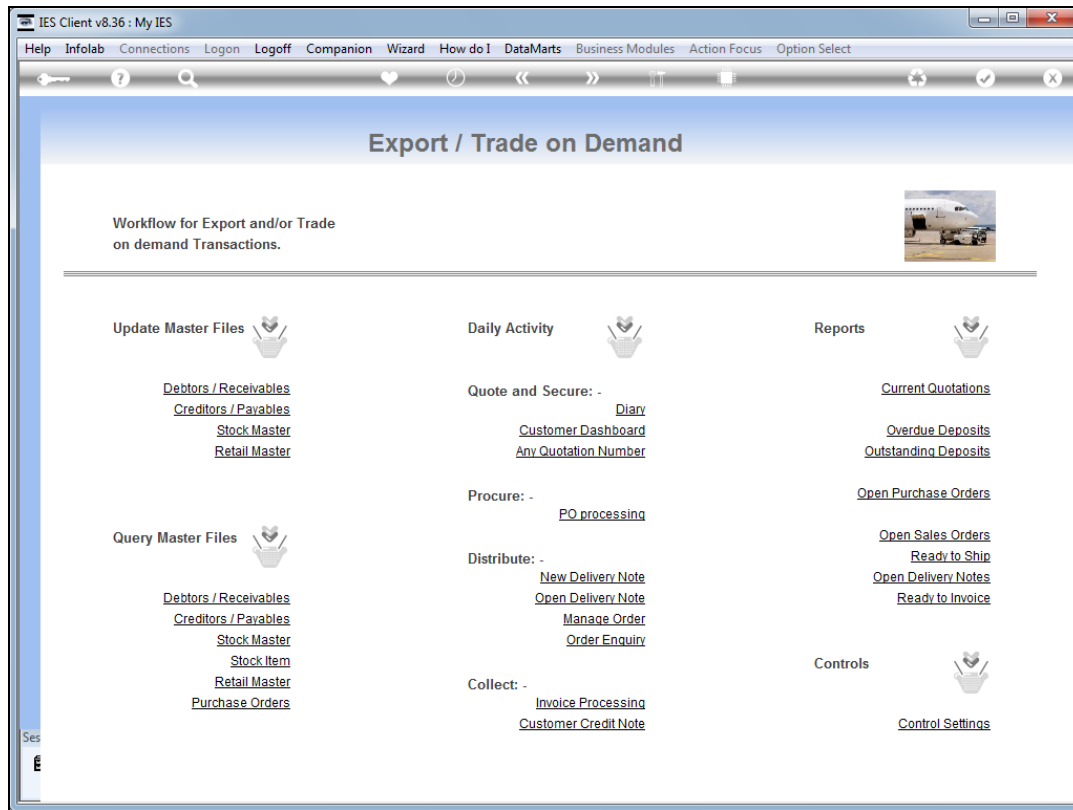 IES Client v8.36 : My IES
Help Infolab Connections Logon Logoff Companion Wizard How do I DataMarts Business Modules Action Focus Option Select
Export / Trade on Demand
Workflow for Export and/or Trade
on demand Transactions.
Update Master Files
Debtors / Receivables
Creditors / Payables
Stock Master
Retail Master
Query Master Files
Debtors / Receivables
Creditors / Payables
Stock Master
Stock Item
Retail Master
Purchase Orders
Daily Activity
Quote and Secure: -
Diary
Customer Dashboard
Any Quotation Number
Procure: -
PO processing
Distribute: -
New Delivery Note
Open Delivery Note
Manage Order
Order Enquiry
Collect: -
Invoice Processing
Customer Credit Note
Reports
Current Quotations
Overdue Deposits
Outstanding Deposits
Open Purchase Orders
Open Sales Orders
Ready to Ship
Open Delivery Notes
Ready to Invoice
Controls
Control Settings
Ses